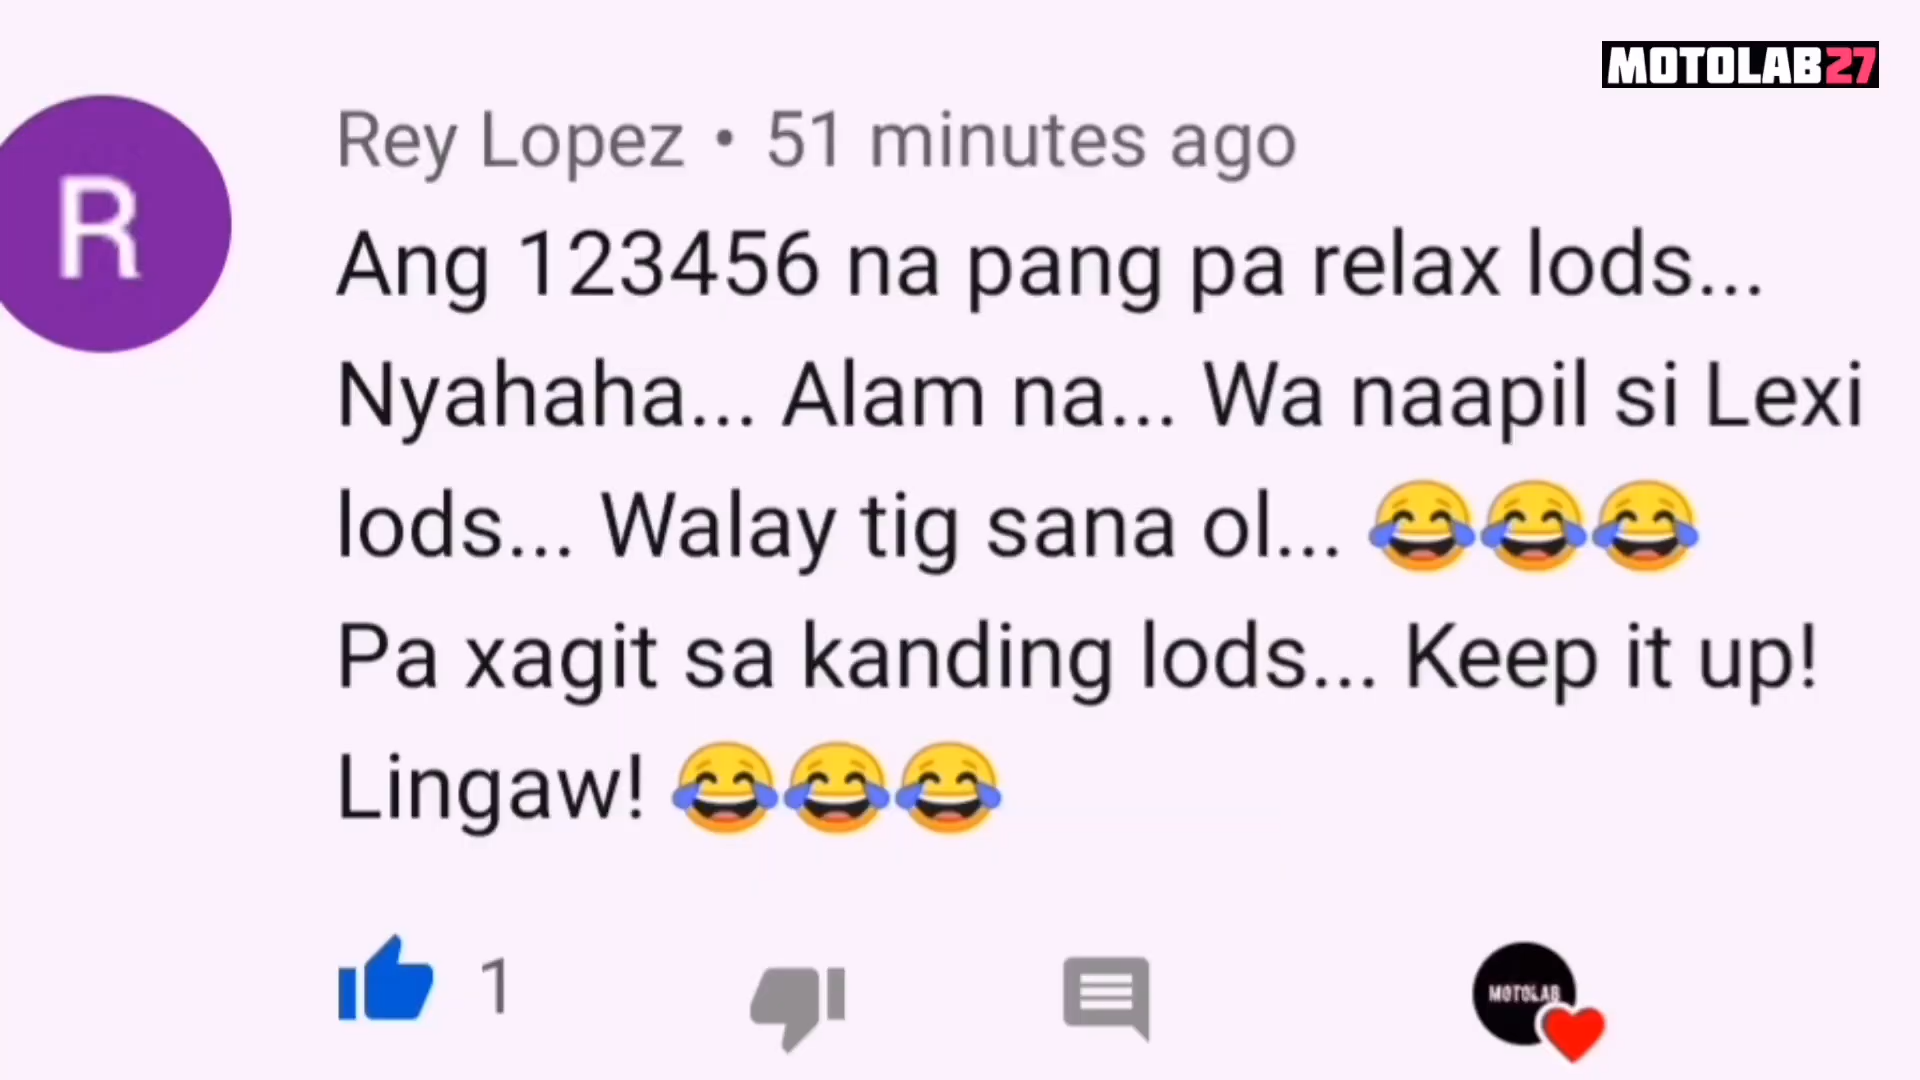 MOTOLAB27
Rey Lopez • 51 minutes ago
R
Ang 123456 na pang pa relax lods...
Nyahaha... Alam na... Wa naapil si Lexi
lods... Walay tig sana ol... 😂😂😂
Pa xagit sa kanding lods... Keep it up!
Lingaw! 😂😂😂
1
MOTOLAB